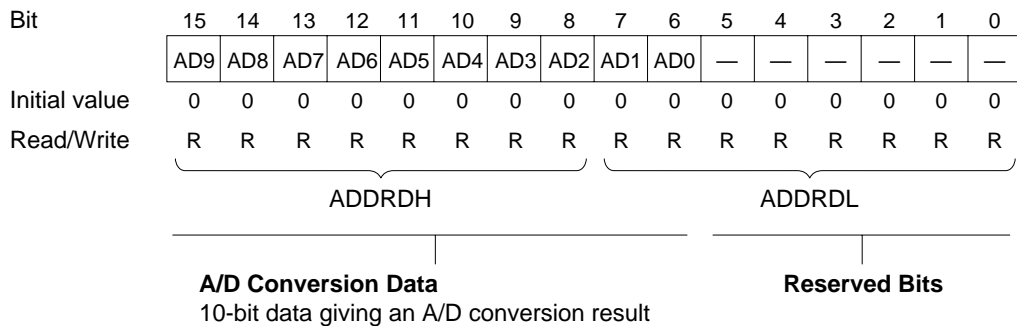 Bit 15 14 13 12 11 10 9 8 7 6 5 4 3 2 1 0
AD9 AD8 AD7 AD6 AD5 AD4 AD3 AD2 AD1 AD0 — — — — — —
Initial value 0 0 0 0 0 0 0 0 0 0 0 0 0 0 0 0
Read/Write R R R R R R R R R R R R R R R R
ADDRDH ADDRDL
A/D Conversion Data Reserved Bits
10-bit data giving an A/D conversion result